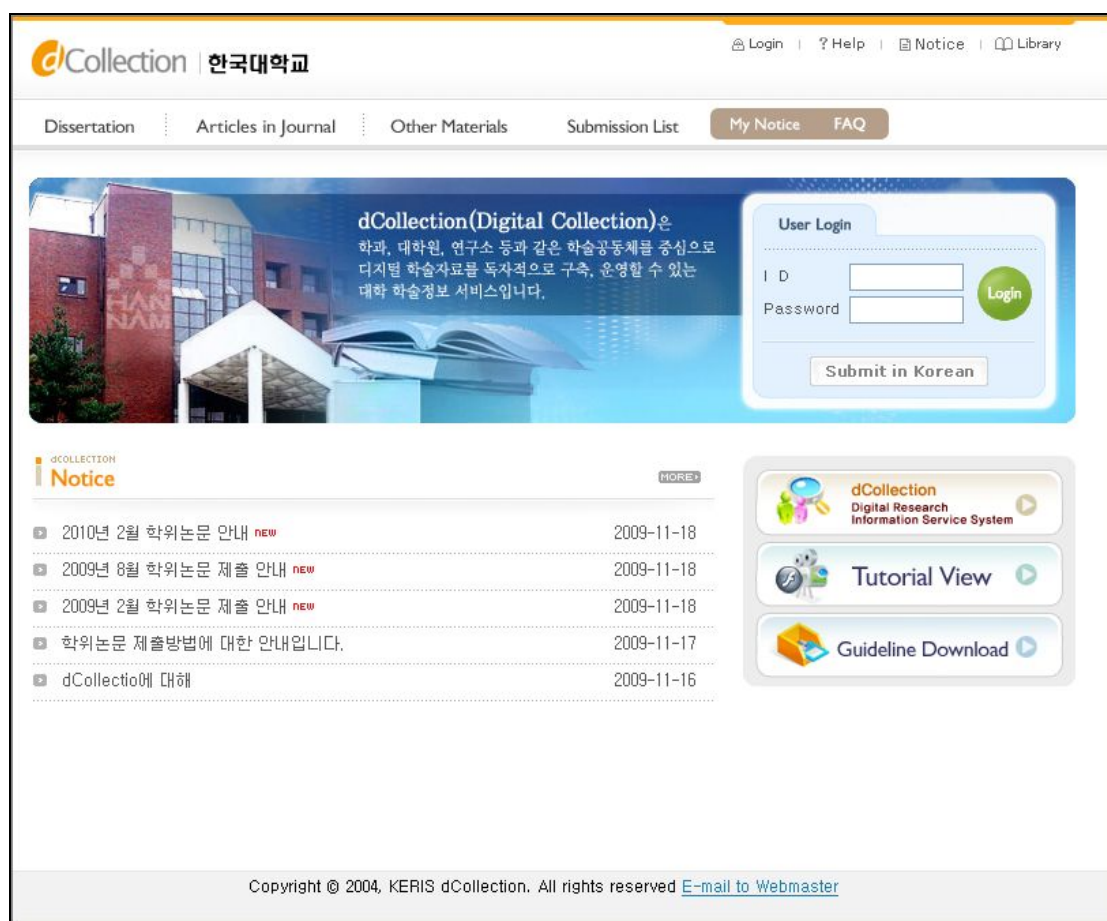 dCollection 한국대학교
Login ? Help Notice Library
Dissertation Articles in Journal Other Materials Submission List My Notice FAQ
HAN
NAM
dCollection(Digital Collection)은
학과, 대학원, 연구소 등과 같은 학술공동체를 중심으로
디지털 학술자료를 독자적으로 구축, 운영할 수 있는
대학 학술정보 서비스입니다.
User Login
I D
Password
Login
Submit in Korean
dCOLLECTION
Notice
MORE
2010년 2월 학위논문 안내 new 2009-11-18
2009년 8월 학위논문 제출 안내 new 2009-11-18
2009년 2월 학위논문 제출 안내 new 2009-11-18
학위논문 제출방법에 대한 안내입니다. 2009-11-17
dCollectio에 대해 2009-11-16
dCollection
Digital Research
Information Service System
Tutorial View
Guideline Download
Copyright © 2004, KERIS dCollection. All rights reserved E-mail to Webmaster